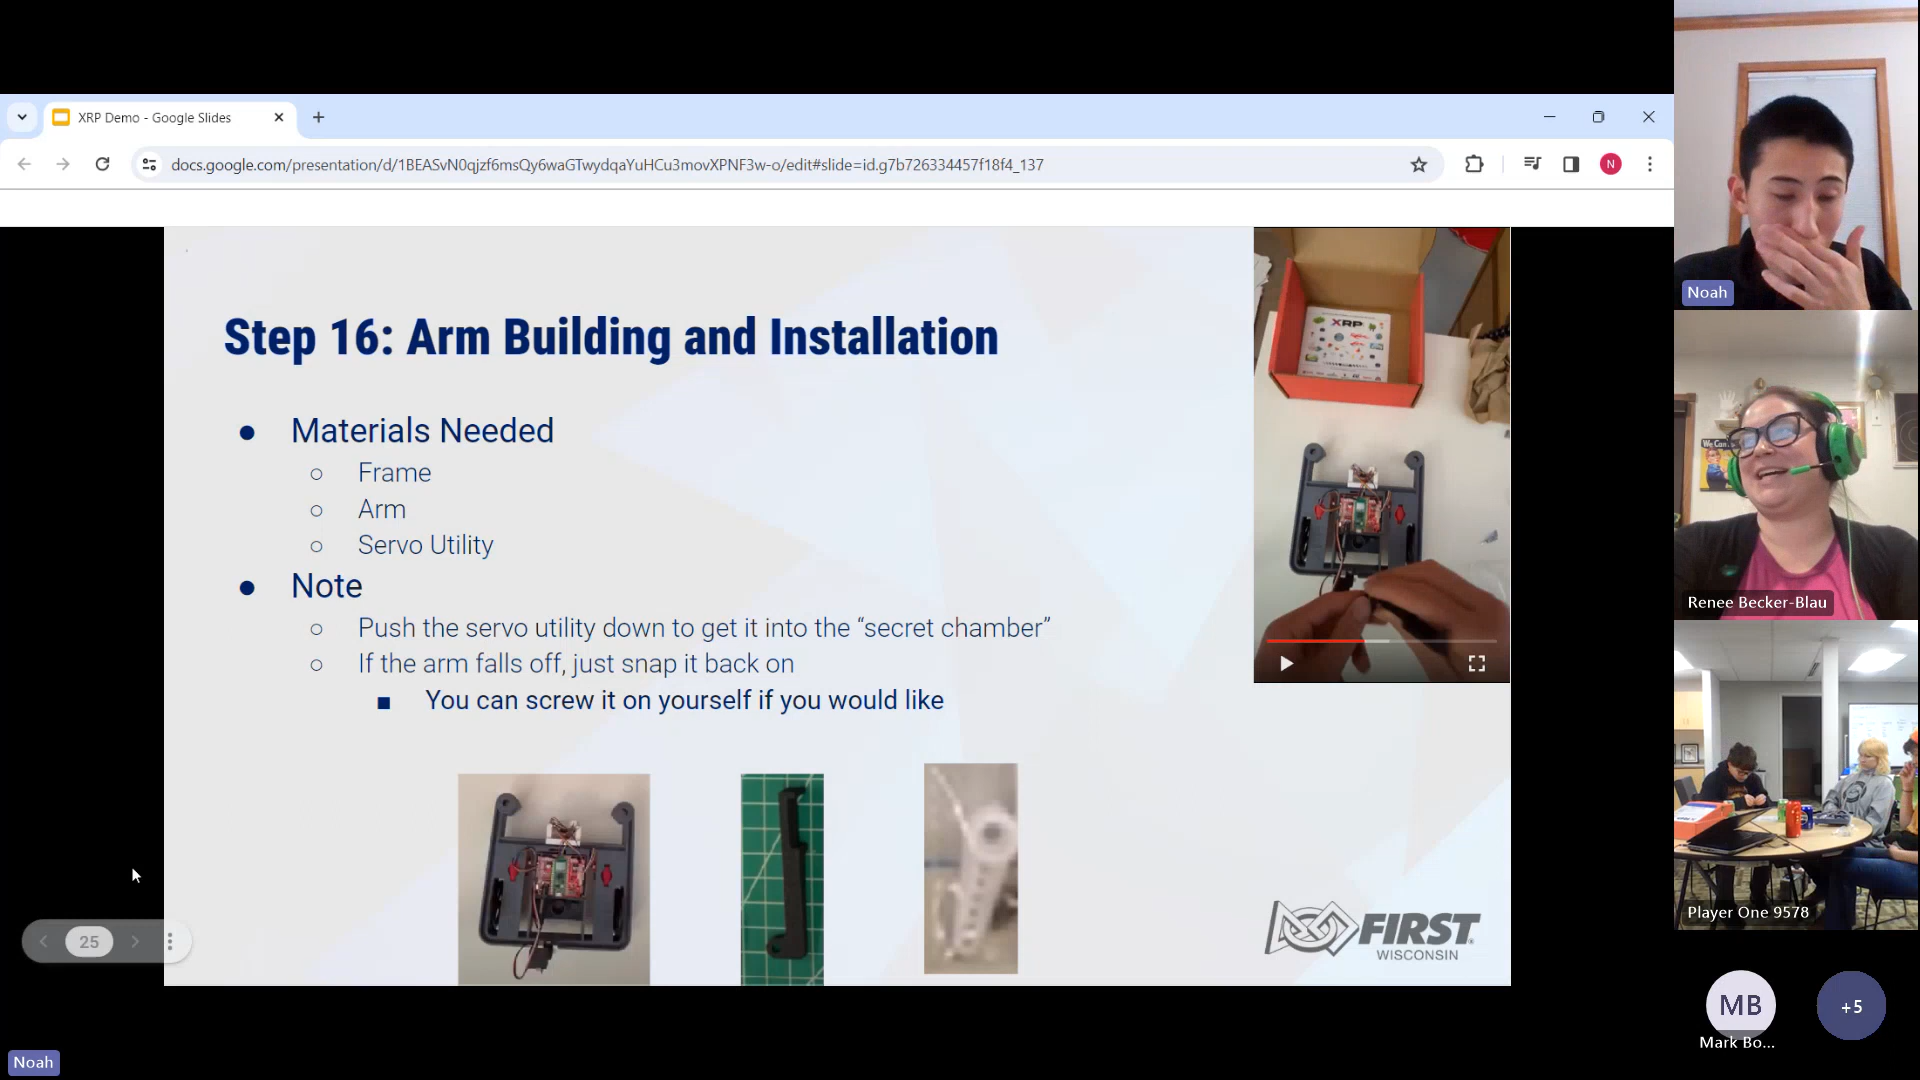 XRP Demo - Google Slides
docs.google.com/presentation/d/1BEASvN0qjzf6msQy6waGTwydqaYuHCu3movXPNF3w-o/edit#slide=id.g7b726334457f18f4_137
N
Step 16: Arm Building and Installation
Materials Needed
Frame
Arm
Servo Utility
Note
Push the servo utility down to get it into the “secret chamber”
If the arm falls off, just snap it back on
You can screw it on yourself if you would like
XRP
FIRST
WISCONSIN
25
Noah
Noah
We Can
Renee Becker-Blau
Player One 9578
MB
+5
Mark Bo...